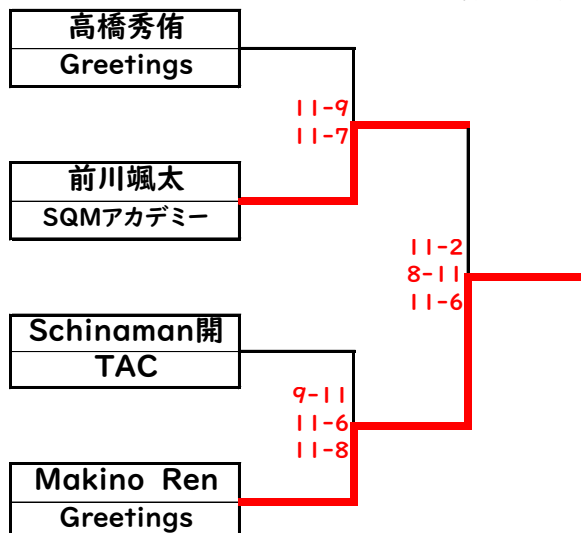 高橋秀侑
Greetings
11-9
11-7
前川颯太
SQMアカデミー
11-2
8-11
11-6
Schinaman開
TAC
9-11
11-6
11-8
Makino Ren
Greetings